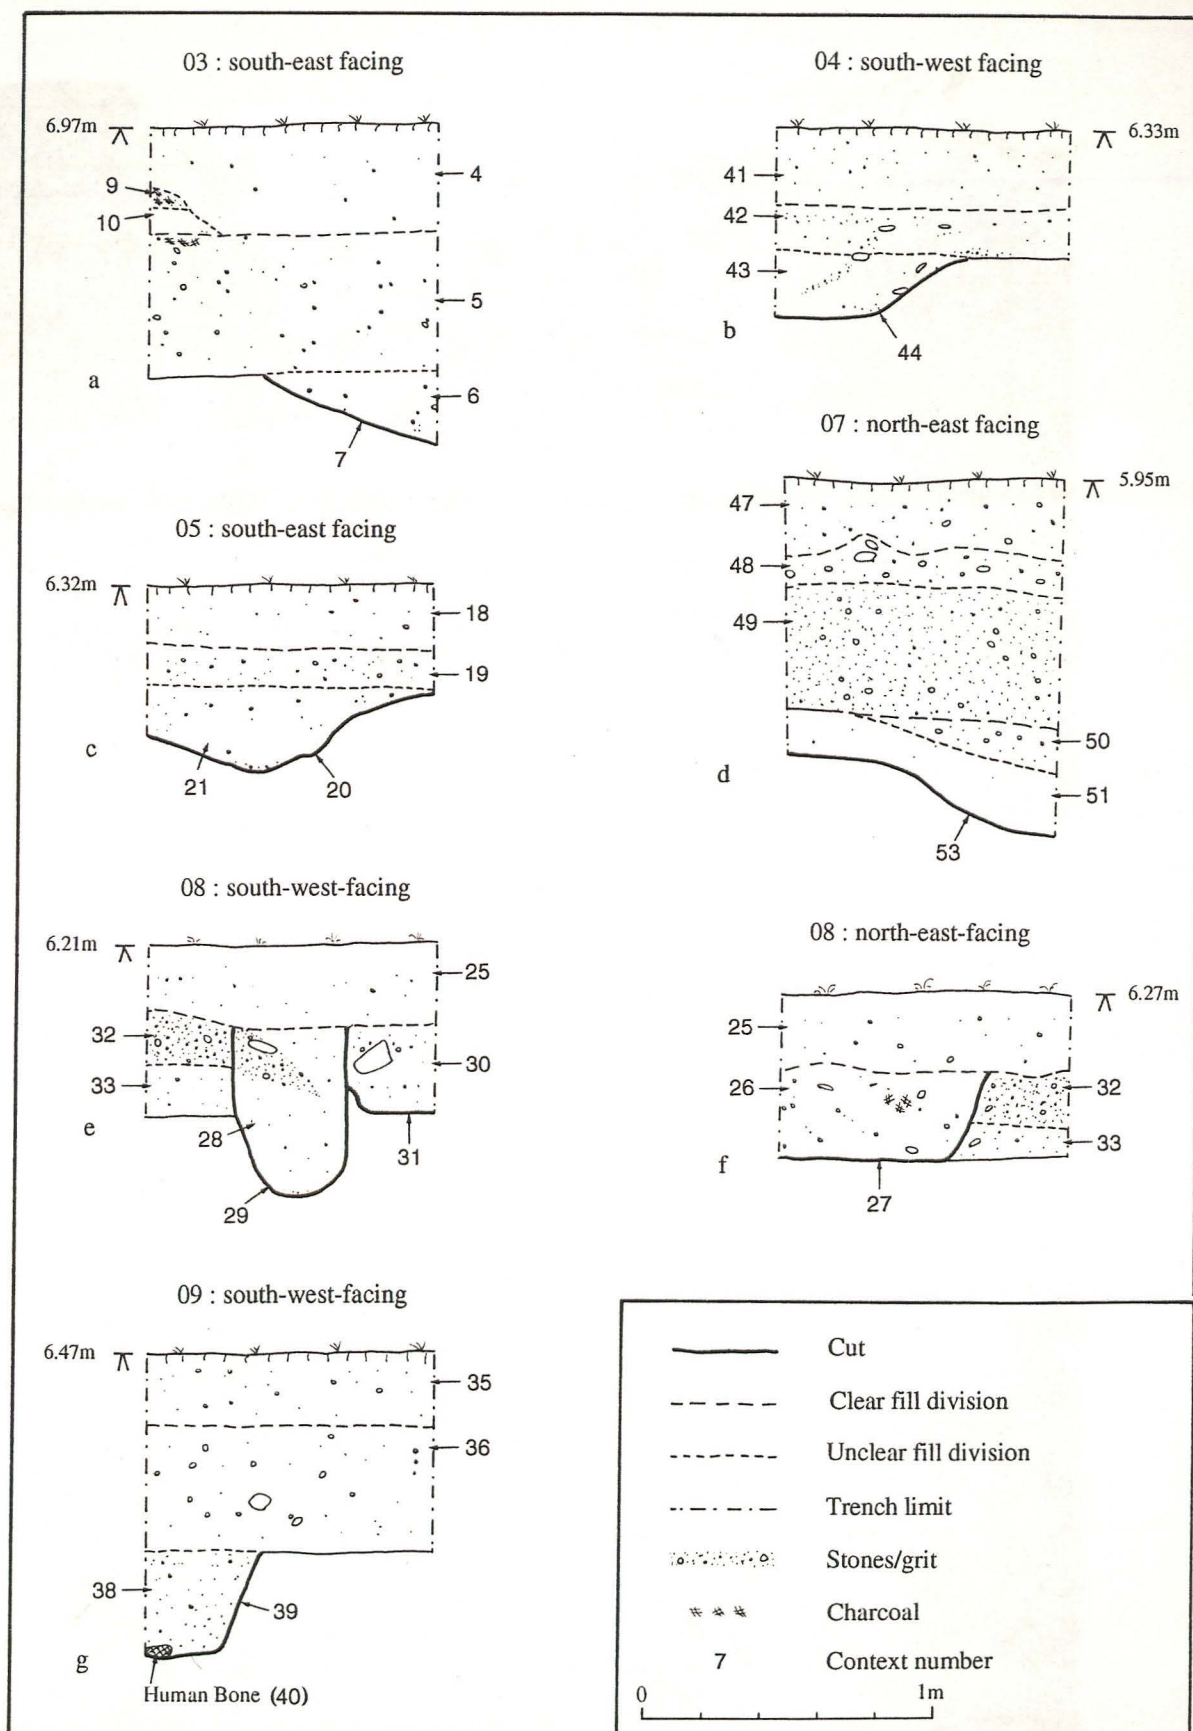 03 : south-east facing
6.97m
4
9
10
5
a
6
7
04 : south-west facing
6.33m
41
42
43
b
44
05 : south-east facing
6.32m
18
19
c
21
20
07 : north-east facing
5.95m
47
48
49
50
d
51
53
08 : south-west-facing
6.21m
25
32
30
33
e
28
31
29
08 : north-east-facing
6.27m
25
26
32
33
f
27
09 : south-west-facing
6.47m
35
36
38
39
g
Human Bone (40)
Cut
Clear fill division
Unclear fill division
Trench limit
Stones/grit
Charcoal
7 Context number
0 1m